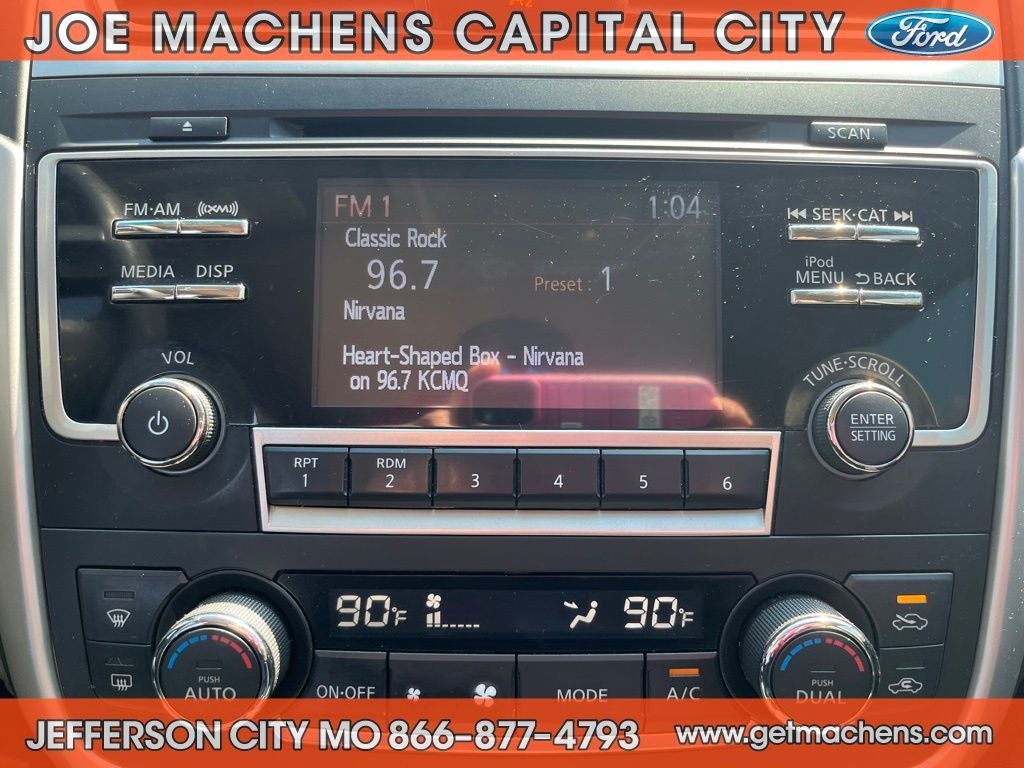 JOE MACHENS CAPITAL CITY Ford
SCAN
FM·AM ((XM))
SEEK·CAT
MEDIA DISP
iPod
MENU BACK
FM 1 1:04
Classic Rock
96.7 Preset : 1
Nirvana
Heart-Shaped Box - Nirvana
on 96.7 KCMQ
VOL
TUNE·SCROLL
ENTER
SETTING
RPT
1
RDM
2
3 4 5 6
90°F 90°F
PUSH
AUTO
ON·OFF
MODE
A/C
PUSH
DUAL
JEFFERSON CITY MO 866-877-4793 www.getmachens.com